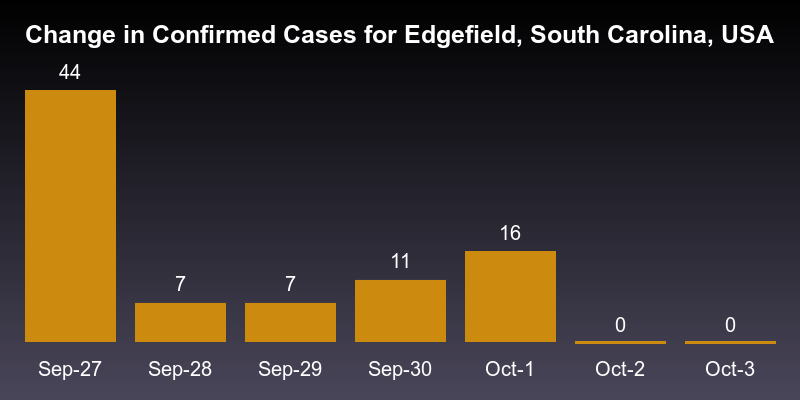 Change in Confirmed Cases for Edgefield, South Carolina, USA
44
7
7
11
16
0
0
Sep-27
Sep-28
Sep-29
Sep-30
Oct-1
Oct-2
Oct-3